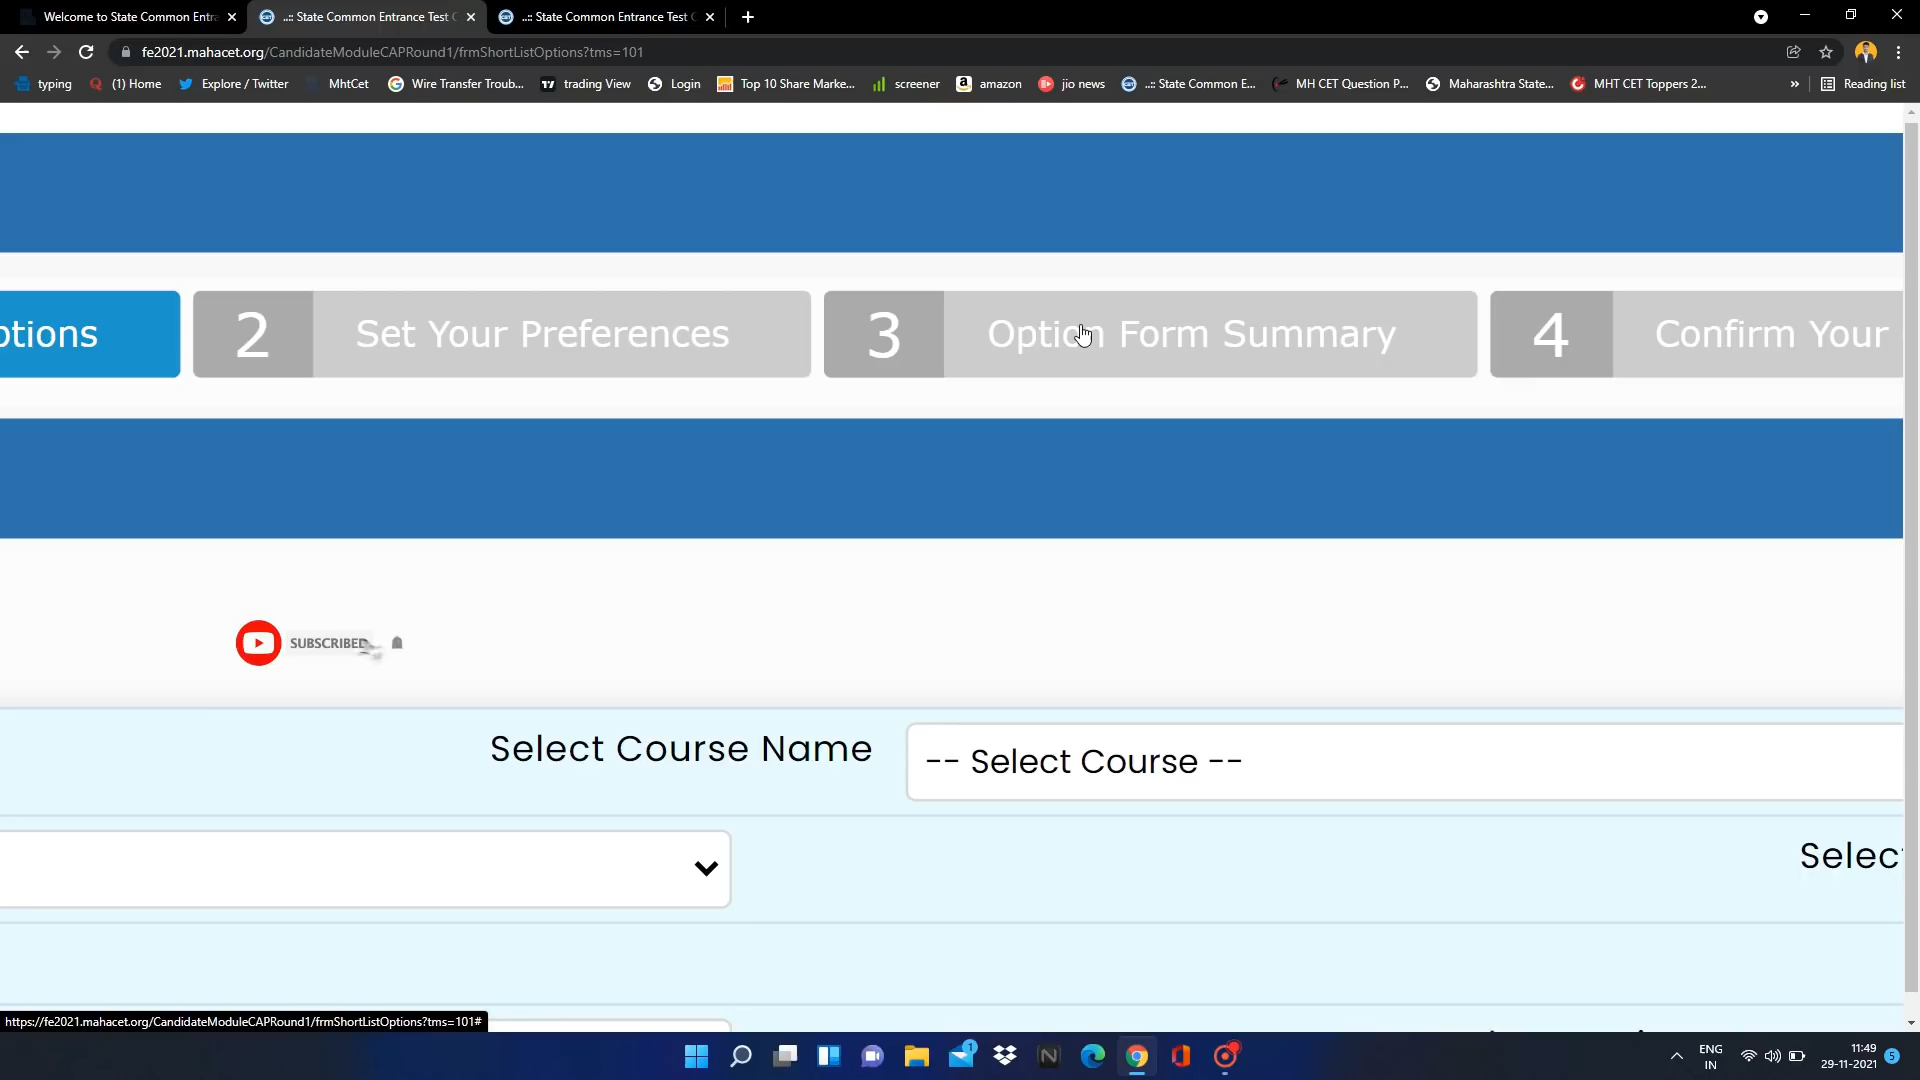 Welcome to State Common Entra
..:: State Common Entrance Test C
..:: State Common Entrance Test C
fe2021.mahacet.org/CandidateModuleCAPRound1/frmShortListOptions?tms=101
typing
(1) Home
Explore / Twitter
MhtCet
Wire Transfer Troub...
trading View
Login
Top 10 Share Marke...
screener
amazon
jio news
..:: State Common E...
MH CET Question P...
Maharashtra State...
MHT CET Toppers 2...
»
Reading list
ptions
2 Set Your Preferences
3 Option Form Summary
4 Confirm Your
SUBSCRIBED
Select Course Name
-- Select Course --
Selec
https://fe2021.mahacet.org/CandidateModuleCAPRound1/frmShortListOptions?tms=101#
1
ENG
IN
11:49
29-11-2021
5